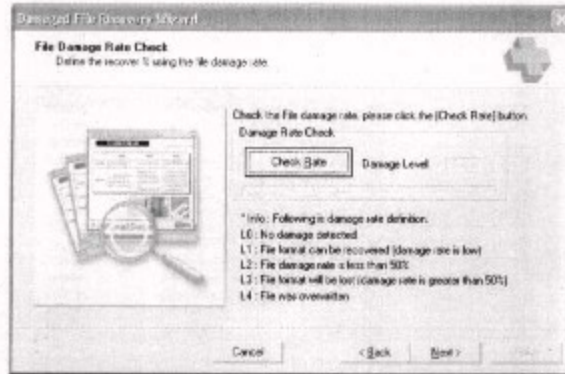 Damaged File Recovery Wizard
File Damage Rate Check
Define the recover % using the file damage rate.
Check the File damage rate, please click the [Check Rate] button.
Damage Rate Check
Check Rate
Damage Level
* Info : Following is damage rate definition.
L0 : No damage detected
L1 : File format can be recovered (damage rate is low)
L2 : File damage rate is less than 50%
L3 : File format will be lost (damage rate is greater than 50%)
L4 : File was overwritten
Cancel
< Back
Next >